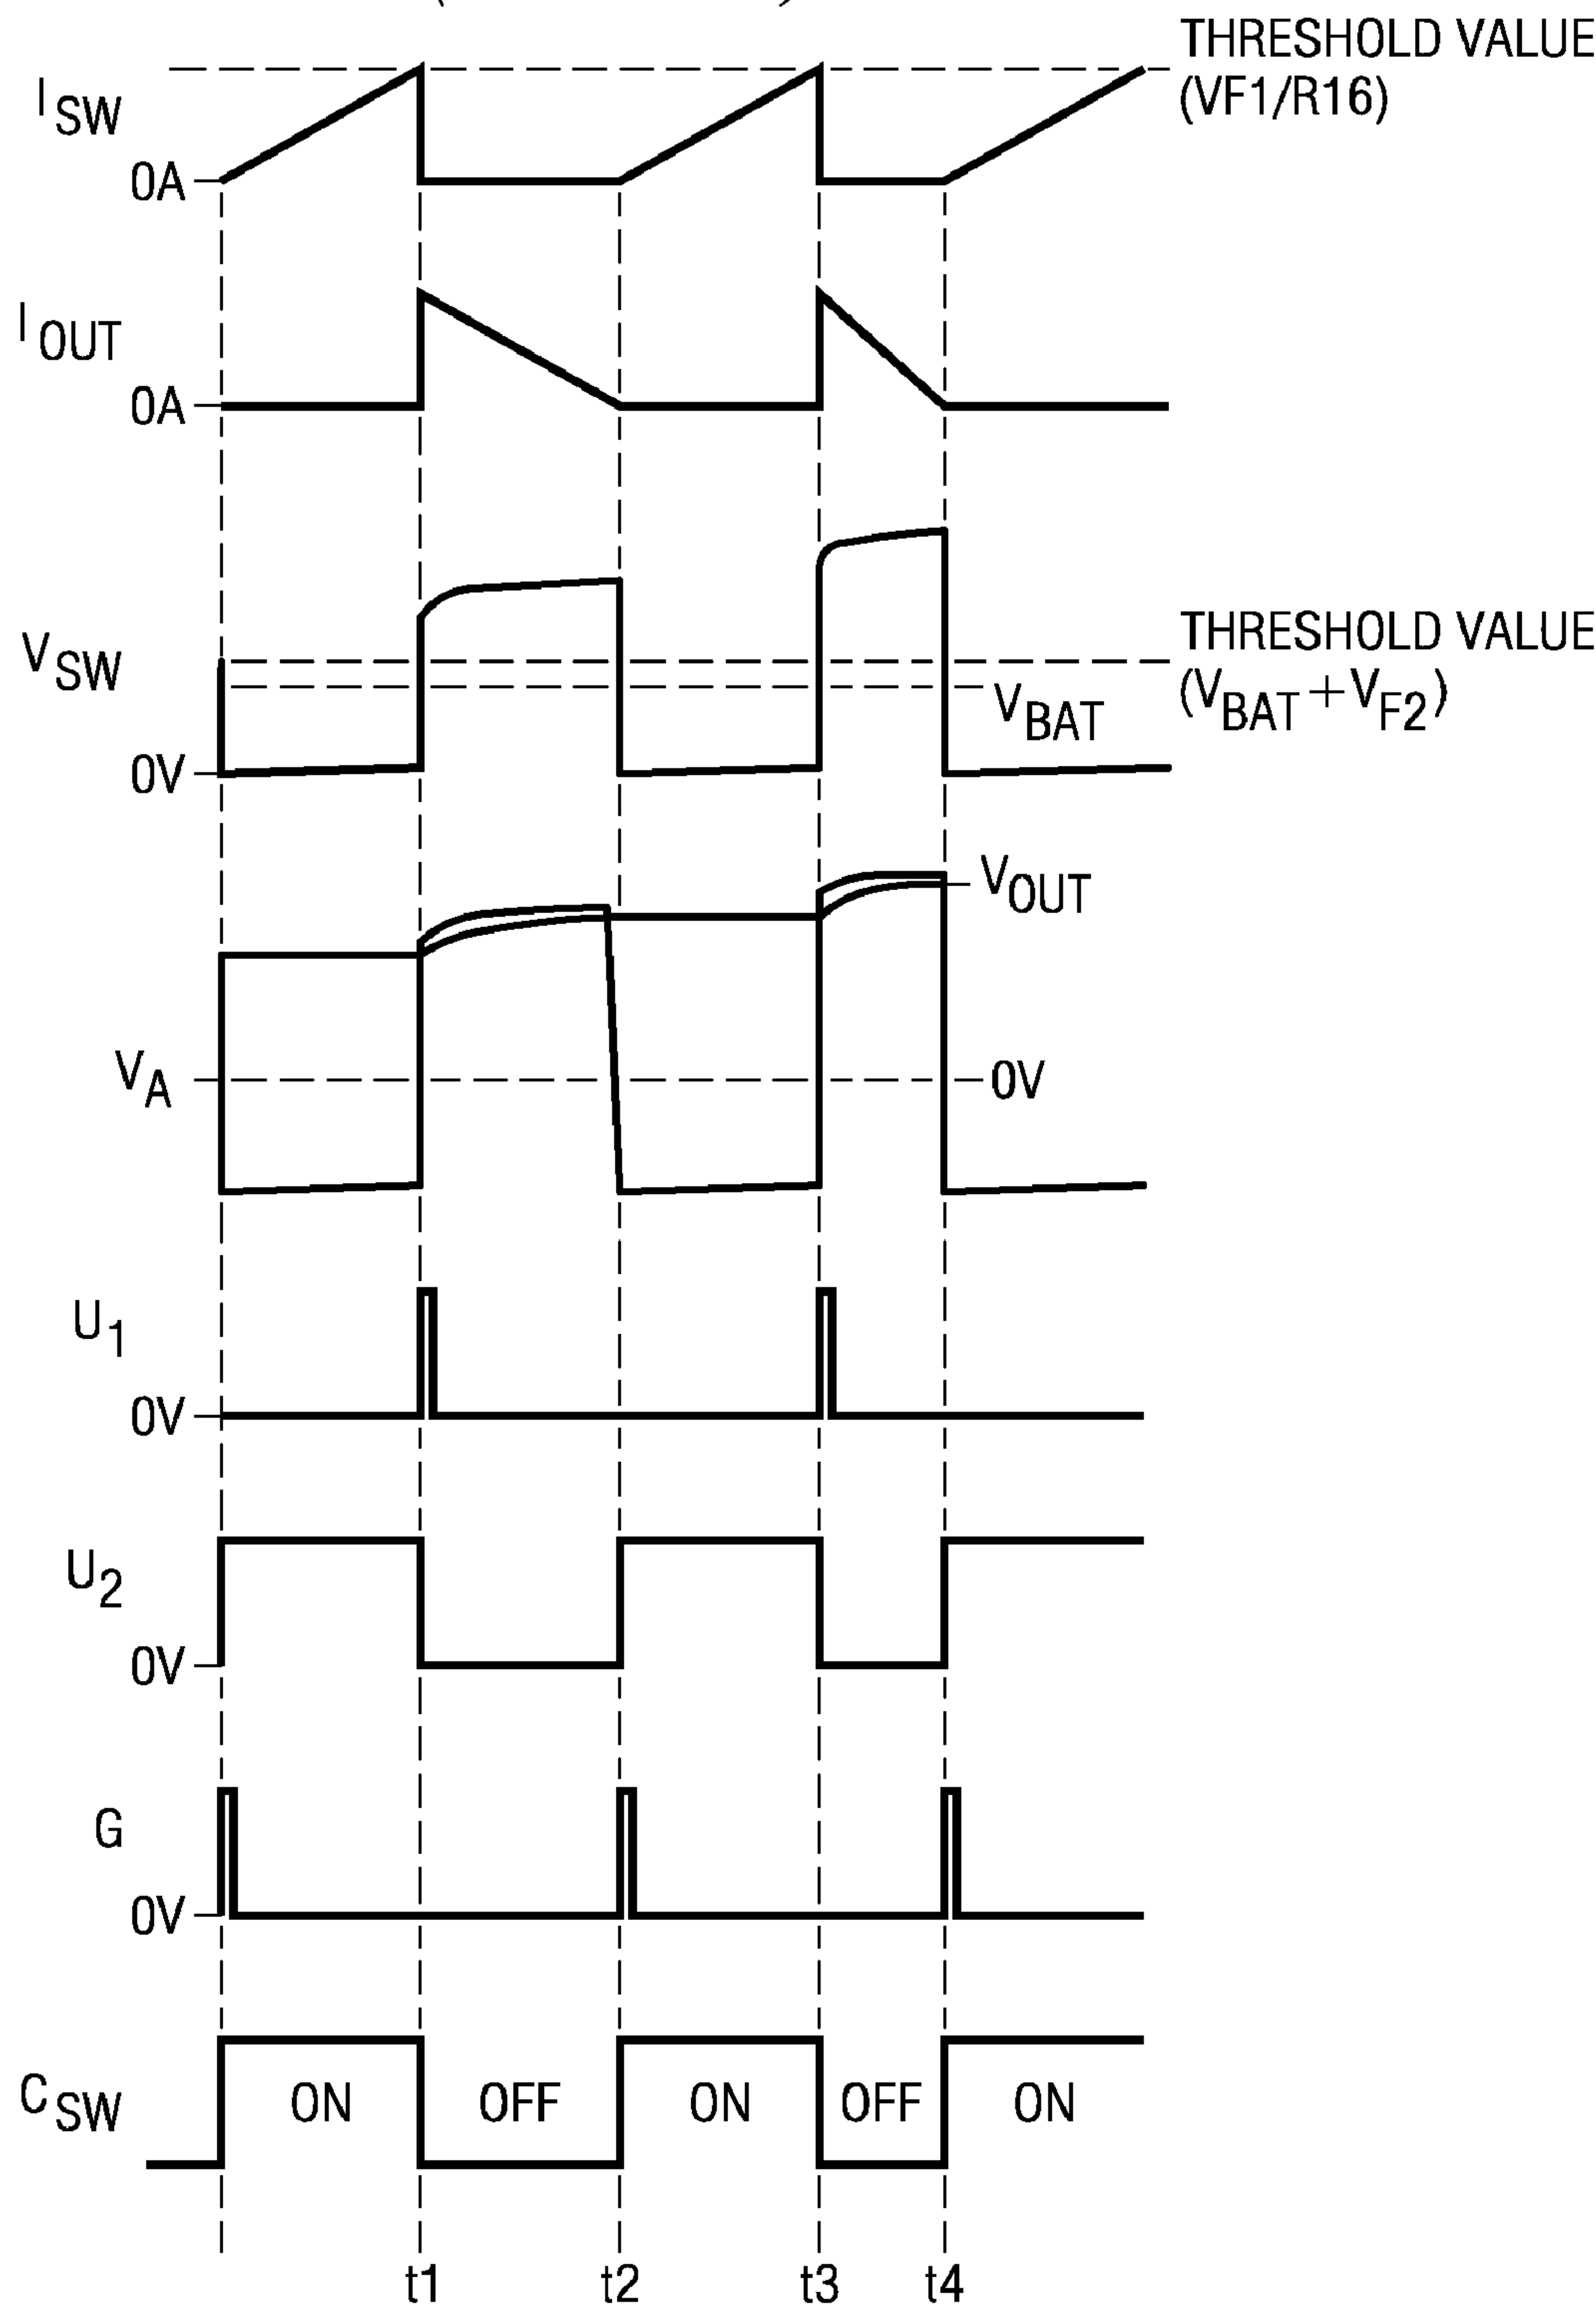 THRESHOLD VALUE
(VF1/R16)
ISW
0A
IOUT
0A
THRESHOLD VALUE
(VBAT+VF2)
VSW
VBAT
0V
VOUT
VA
0V
U1
0V
U2
0V
G
0V
CSW
ON OFF ON OFF ON
t1 t2 t3 t4